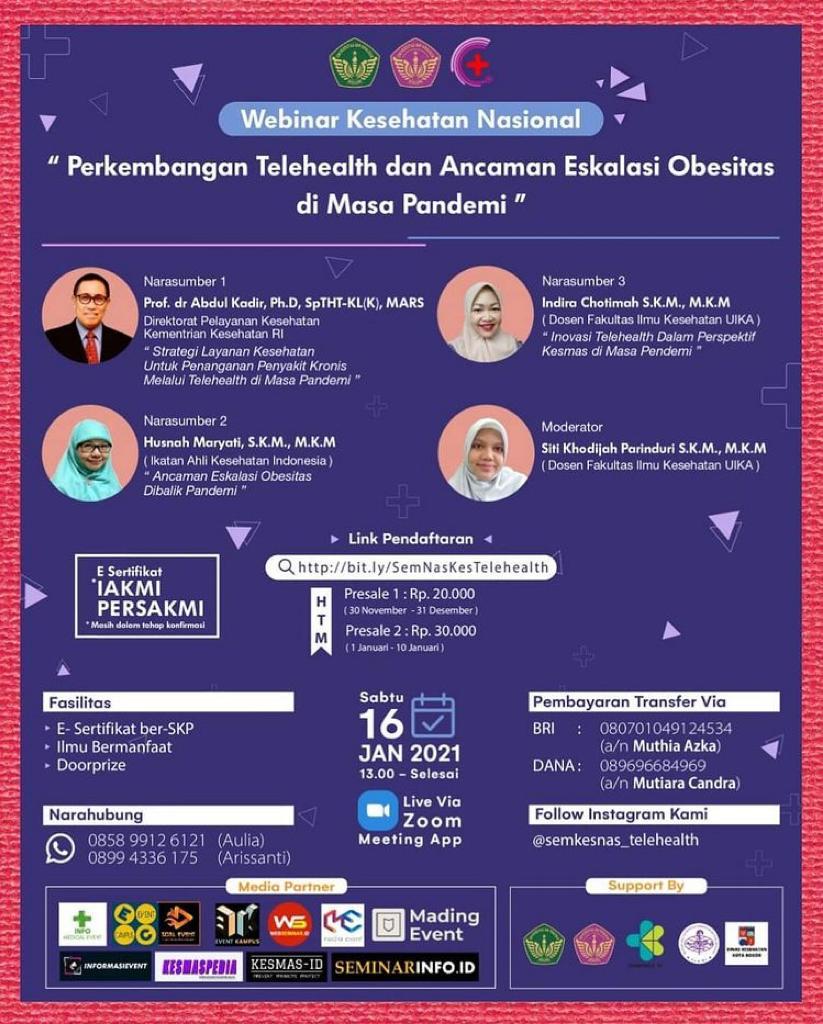 Webinar Kesehatan Nasional
“ Perkembangan Telehealth dan Ancaman Eskalasi Obesitas
di Masa Pandemi ”
Narasumber 1
Prof. dr Abdul Kadir, Ph.D, SpTHT-KL(K), MARS
Direktorat Pelayanan Kesehatan
Kementrian Kesehatan RI
“ Strategi Layanan Kesehatan
Untuk Penanganan Penyakit Kronis
Melalui Telehealth di Masa Pandemi ”
Narasumber 2
Husnah Maryati, S.K.M., M.K.M
( Ikatan Ahli Kesehatan Indonesia )
“ Ancaman Eskalasi Obesitas
Dibalik Pandemi ”
Narasumber 3
Indira Chotimah S.K.M., M.K.M
( Dosen Fakultas Ilmu Kesehatan UIKA )
“ Inovasi Telehealth Dalam Perspektif
Kesmas di Masa Pendemi ”
Moderator
Siti Khodijah Parinduri S.K.M., M.K.M
( Dosen Fakultas Ilmu Kesehatan UIKA )
Link Pendaftaran
http://bit.ly/SemNasKesTelehealth
E Sertifikat
*IAKMI
PERSAKMI
* Masih dalam tahap konfirmasi
HTM
Presale 1 : Rp. 20.000
( 30 November - 31 Desember )
Presale 2 : Rp. 30.000
( 1 Januari - 10 Januari )
Fasilitas
E- Sertifikat ber-SKP
Ilmu Bermanfaat
Doorprize
Narahubung
0858 9912 6121 (Aulia)
0899 4336 175 (Arissanti)
Sabtu
16
JAN 2021
13.00 – Selesai
Live Via
Zoom
Meeting App
Pembayaran Transfer Via
BRI : 080701049124534
(a/n Muthia Azka)
DANA : 089696684969
(a/n Mutiara Candra)
Follow Instagram Kami
@semkesnas_telehealth
Media Partner
INFO
MEDICAL EVENT
EVENT
CAMPUS
EVENT KAMPUS
WS
WEBSEMINAR.ID
Mading
Event
INFORMASIEVENT
KESMASPEDIA
KESMAS-ID
PREVENT PROMOTE PROTECT
SEMINARINFO.ID
Support By
DINAS KESEHATAN
KOTA BOGOR